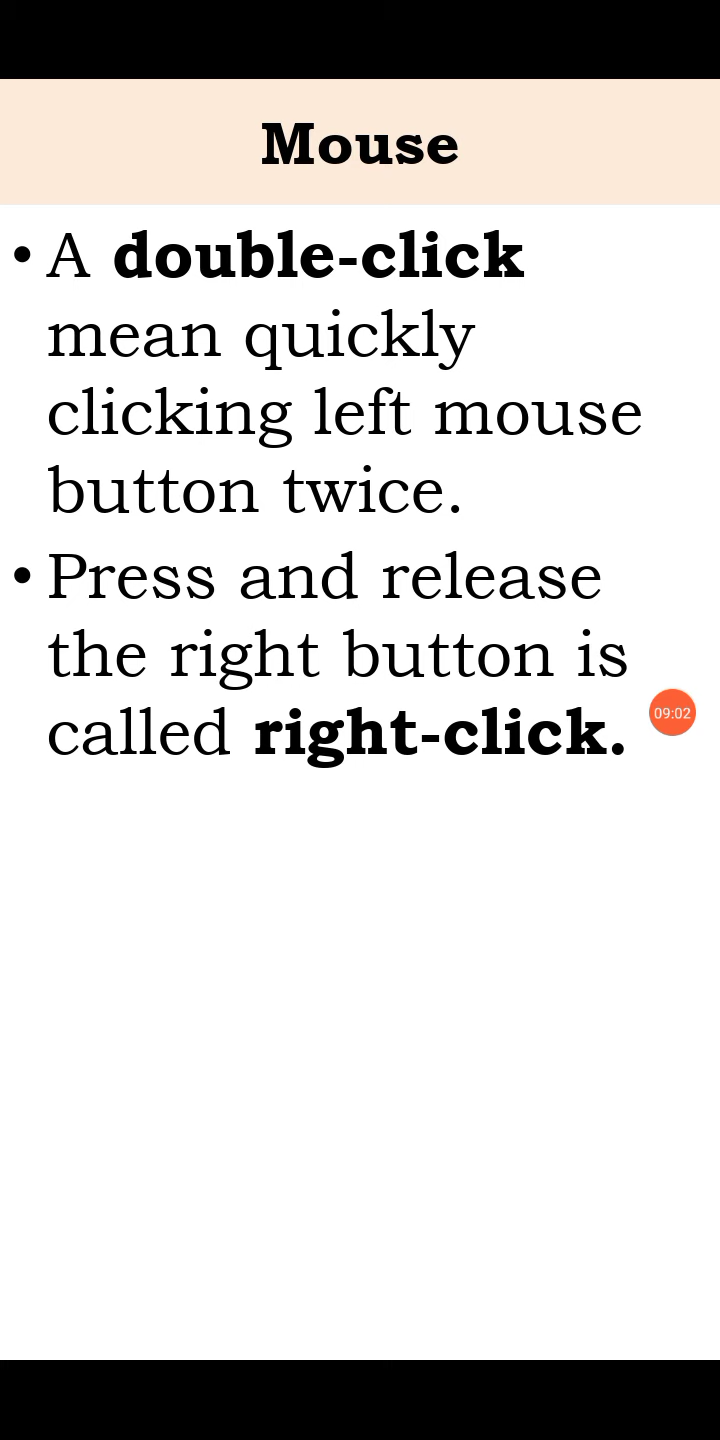 Mouse
• A double-click
mean quickly
clicking left mouse
button twice.
• Press and release
the right button is
called right-click.
09:02